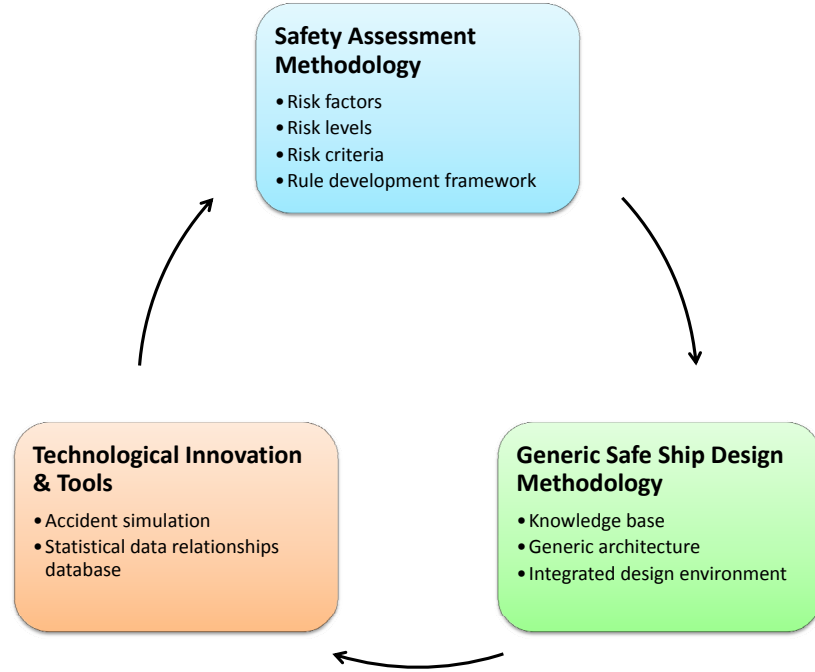 Safety Assessment
Methodology
• Risk factors
• Risk levels
• Risk criteria
• Rule development framework
Technological Innovation
& Tools
• Accident simulation
• Statistical data relationships
database
Generic Safe Ship Design
Methodology
• Knowledge base
• Generic architecture
• Integrated design environment